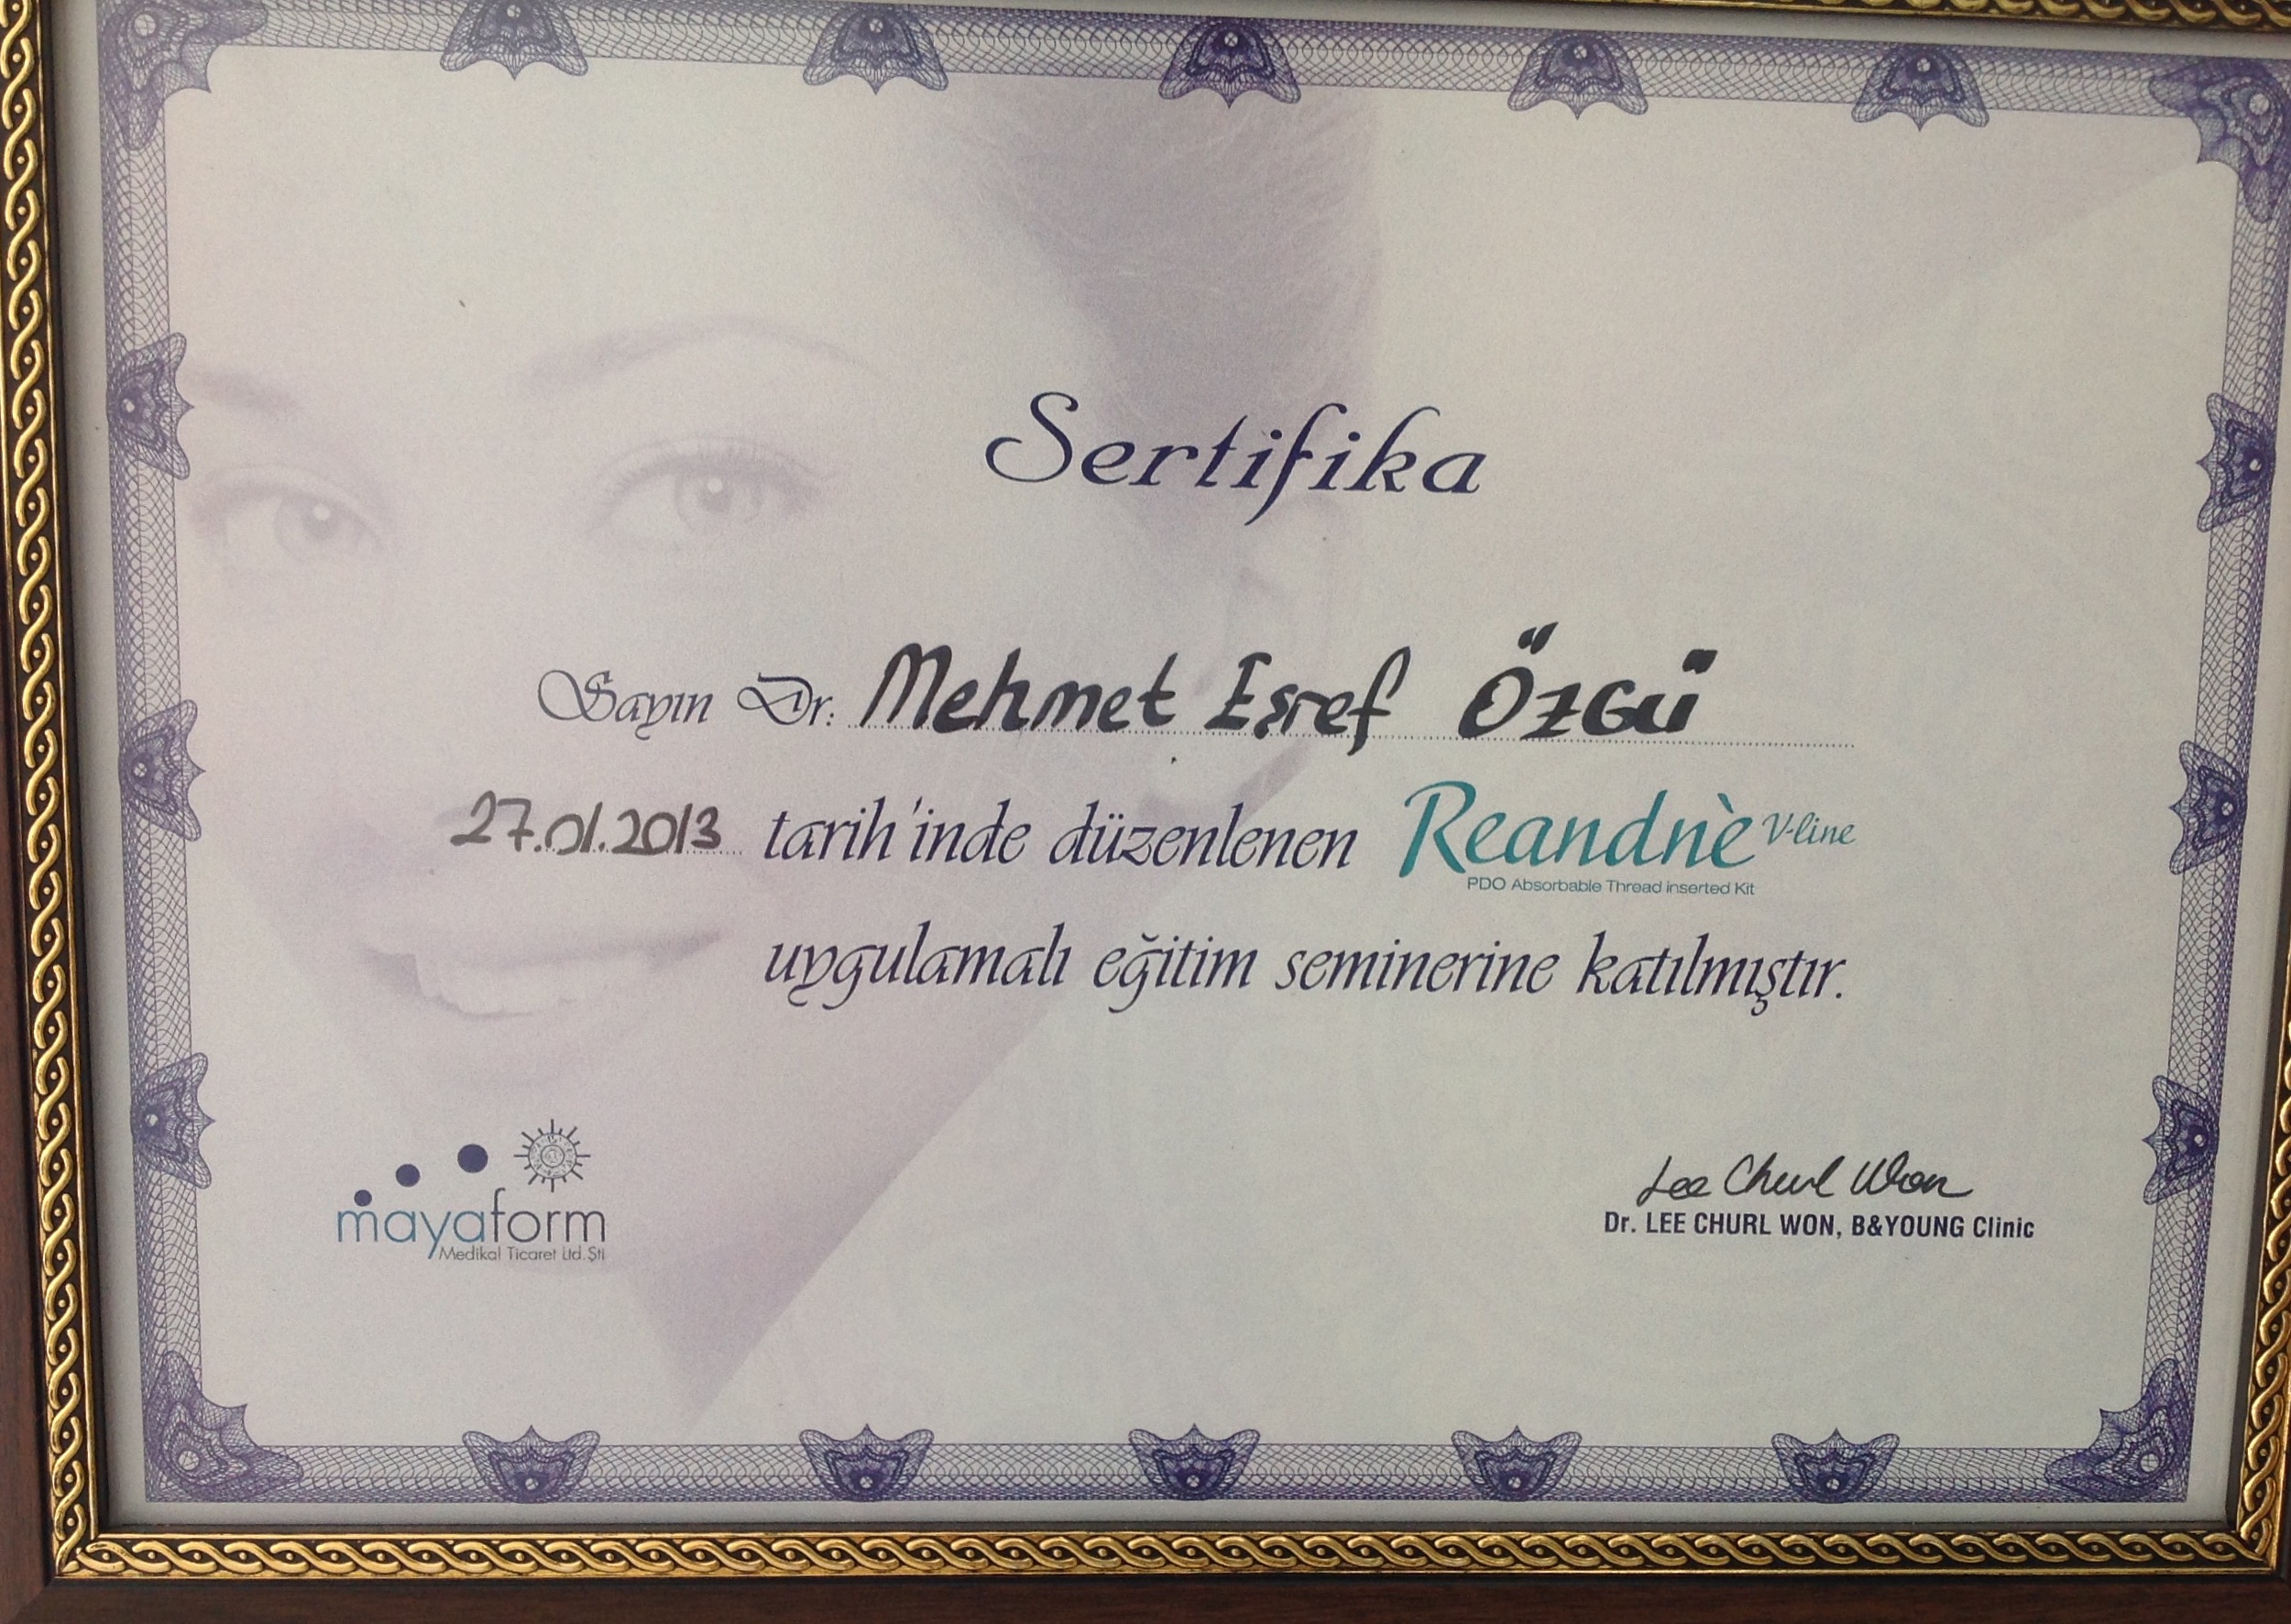 Sertifika
Sayın Dr. Mehmet Eşref ÖZGÜ
27.01.2013 tarih'inde düzenlenen Reandnè V-line
PDO Absorbable Thread inserted Kit
uygulamalı eğitim seminerine katılmıştır.
mayaform
Medikal Ticaret Ltd.Şti
Lee Churl Won
Dr. LEE CHURL WON, B&YOUNG Clinic